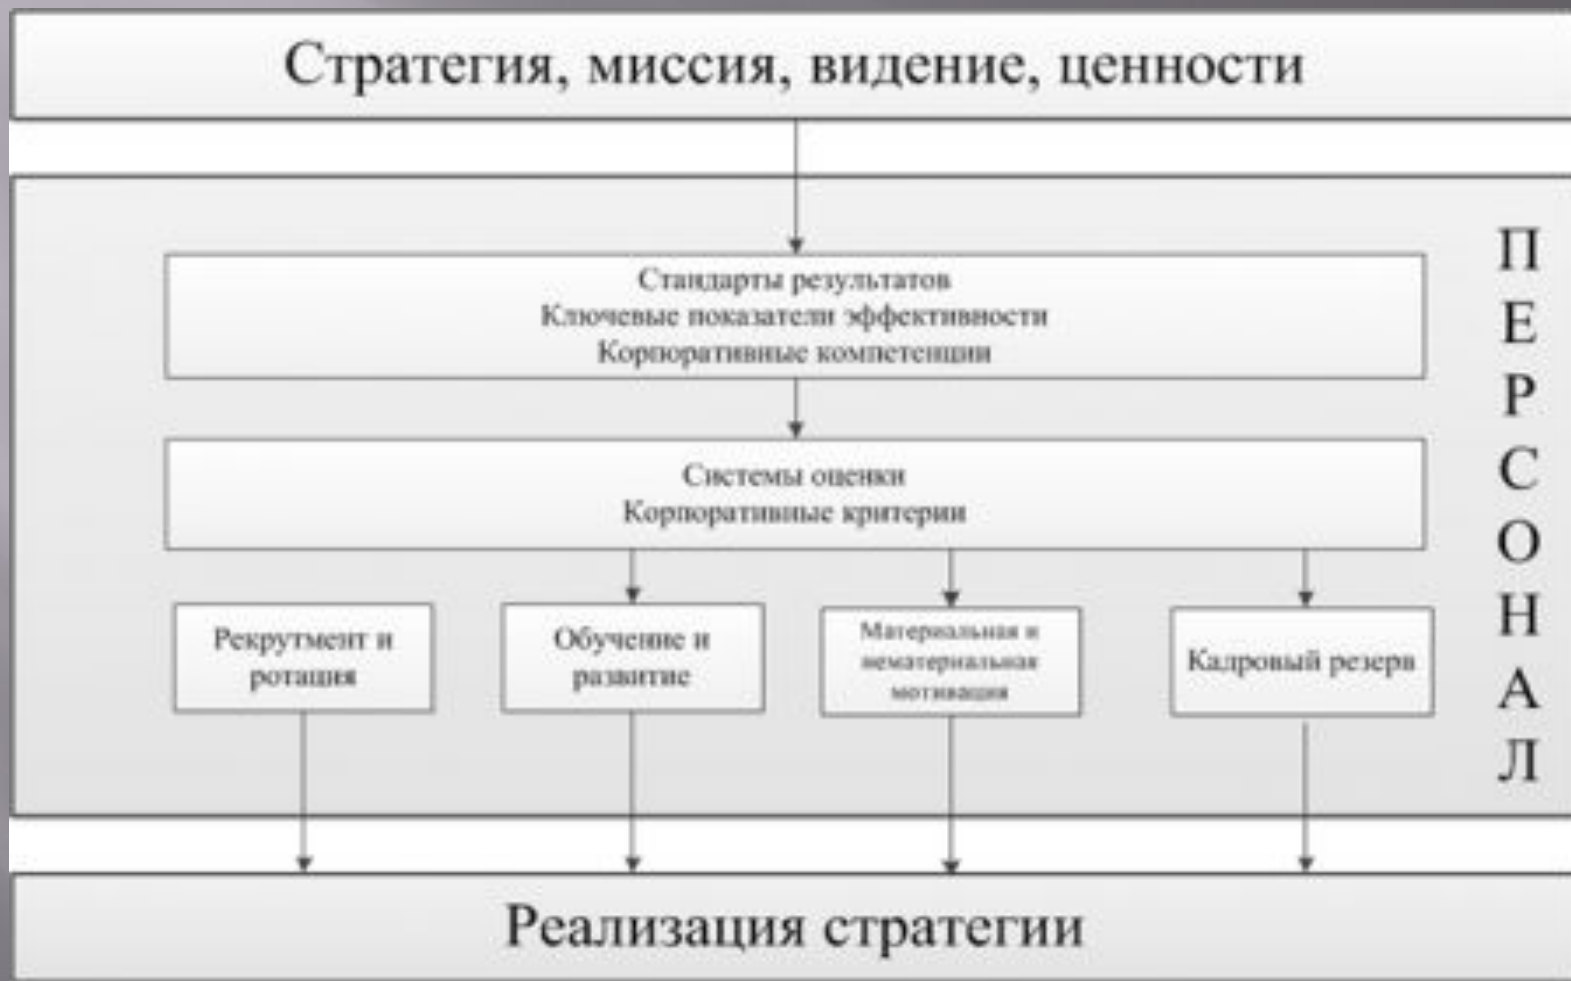 Стратегия, миссия, видение, ценности
Стандарты результатов
Ключевые показатели эффективности
Корпоративные компетенции
Системы оценки
Корпоративные критерии
Рекрутмент и
ротация
Обучение и
развитие
Материальная и
нематериальная
мотивация
Кадровый резерв
ПЕРСОНАЛ
Реализация стратегии